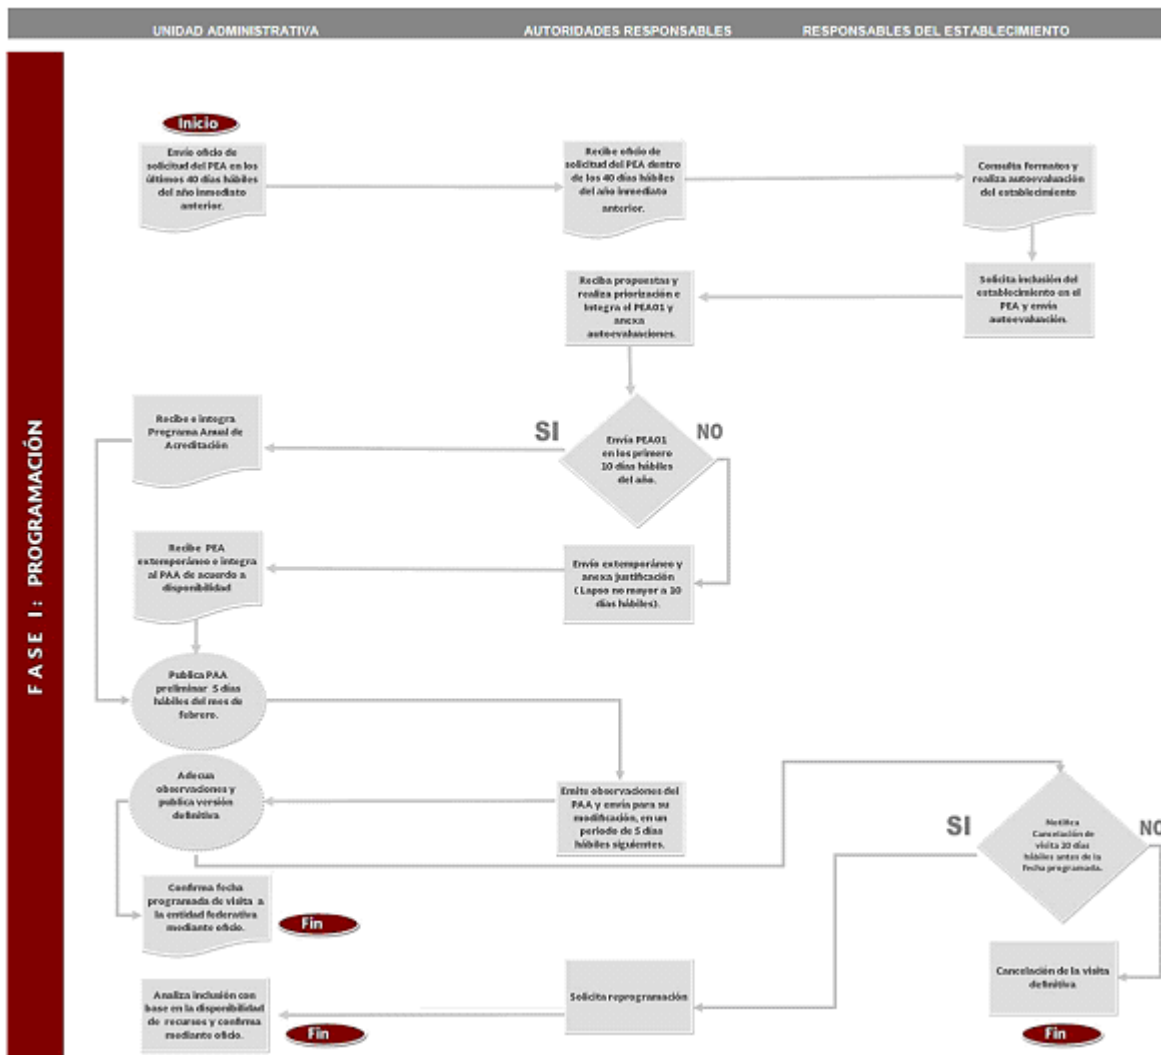 UNIDAD ADMINISTRATIVA
AUTORIDADES RESPONSABLES
RESPONSABLES DEL ESTABLECIMIENTO
FASE I: PROGRAMACIÓN
Inicio
Envío oficio de
solicitud del PEA en los
últimos 40 días hábiles
del año inmediato
anterior.
Recibe oficio de
solicitud del PEA dentro
de los 40 días hábiles
del año inmediato
anterior.
Consulta formatos y
realiza autoevaluación
del establecimiento
Solicita inclusión del
establecimiento en el
PEA y envía
autoevaluación.
Reciba propuestas y
realiza priorización e
Integra el PEA01 y
anexa
autoevaluaciones.
Envía PEA01
en los primero
10 días hábiles
del año.
SI
NO
Recibe e integra
Programa Anual de
Acreditación
Envío extemporáneo y
anexa justificación
( Lapso no mayor a 10
días hábiles).
Recibe PEA
extemporáneo e integra
al PAA de acuerdo a
disponibilidad
Publica PAA
preliminar 5 días
hábiles del mes de
febrero.
Emite observaciones del
PAA y envía para su
modificación, en un
periodo de 5 días
hábiles siguientes.
Adecua
observaciones y
publica versión
definitiva
Confirma fecha
programada de visita a
la entidad federativa
mediante oficio.
Fin
Notifica
Cancelación de
visita 20 días
hábiles antes de la
fecha programada.
SI
NO
Cancelación de la visita
definitiva
Fin
Solicita reprogramación
Analiza inclusión con
base en la disponibilidad
de recursos y confirma
mediante oficio.
Fin